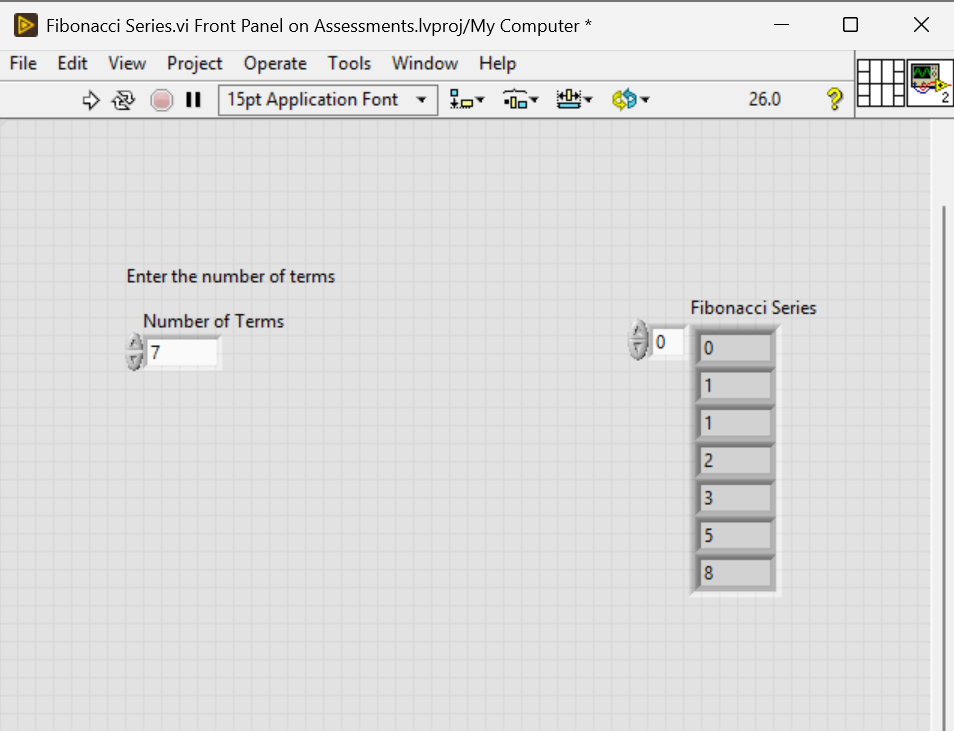 Fibonacci Series.vi Front Panel on Assessments.lvproj/My Computer *
File Edit View Project Operate Tools Window Help
15pt Application Font 26.0 ? 2
Enter the number of terms
Number of Terms
7
Fibonacci Series
0 0
1
1
2
3
5
8